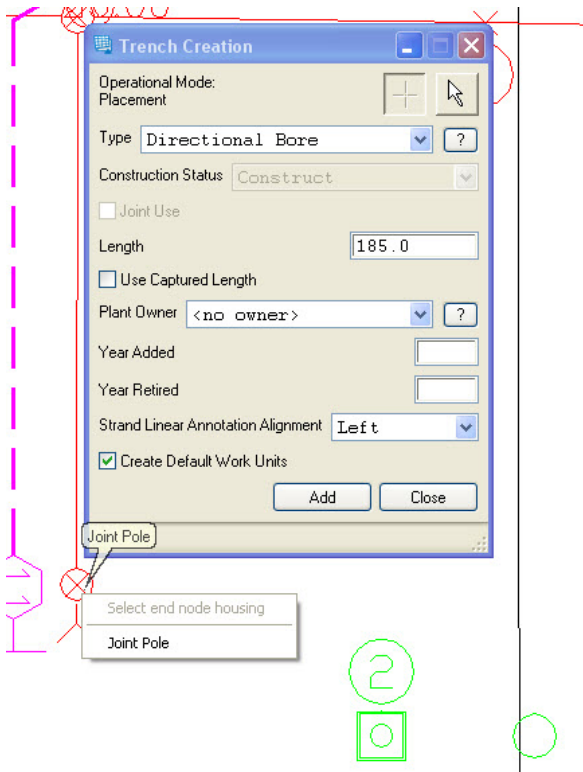 Trench Creation
Operational Mode:
Placement
Type Directional Bore ?
Construction Status Construct
Joint Use
Length 185.0
Use Captured Length
Plant Owner <no owner> ?
Year Added
Year Retired
Strand Linear Annotation Alignment Left
Create Default Work Units
Add Close
Joint Pole
Select end node housing
Joint Pole
2